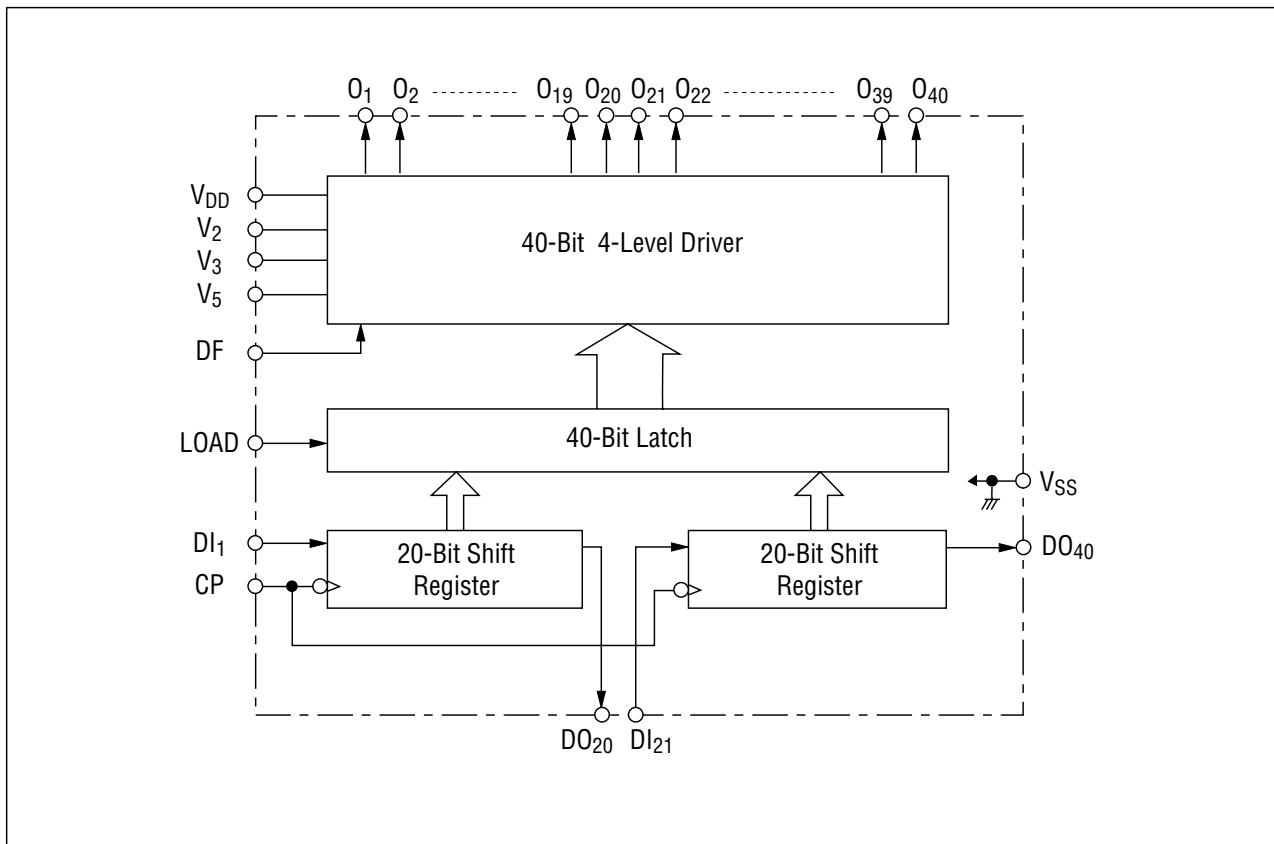 O1 O2 O19 O20 O21 O22 O39 O40
VDD
V2
V3
V5
40-Bit 4-Level Driver
DF
LOAD
40-Bit Latch
VSS
DI1
20-Bit Shift
Register
20-Bit Shift
Register
DO40
CP
DO20 DI21